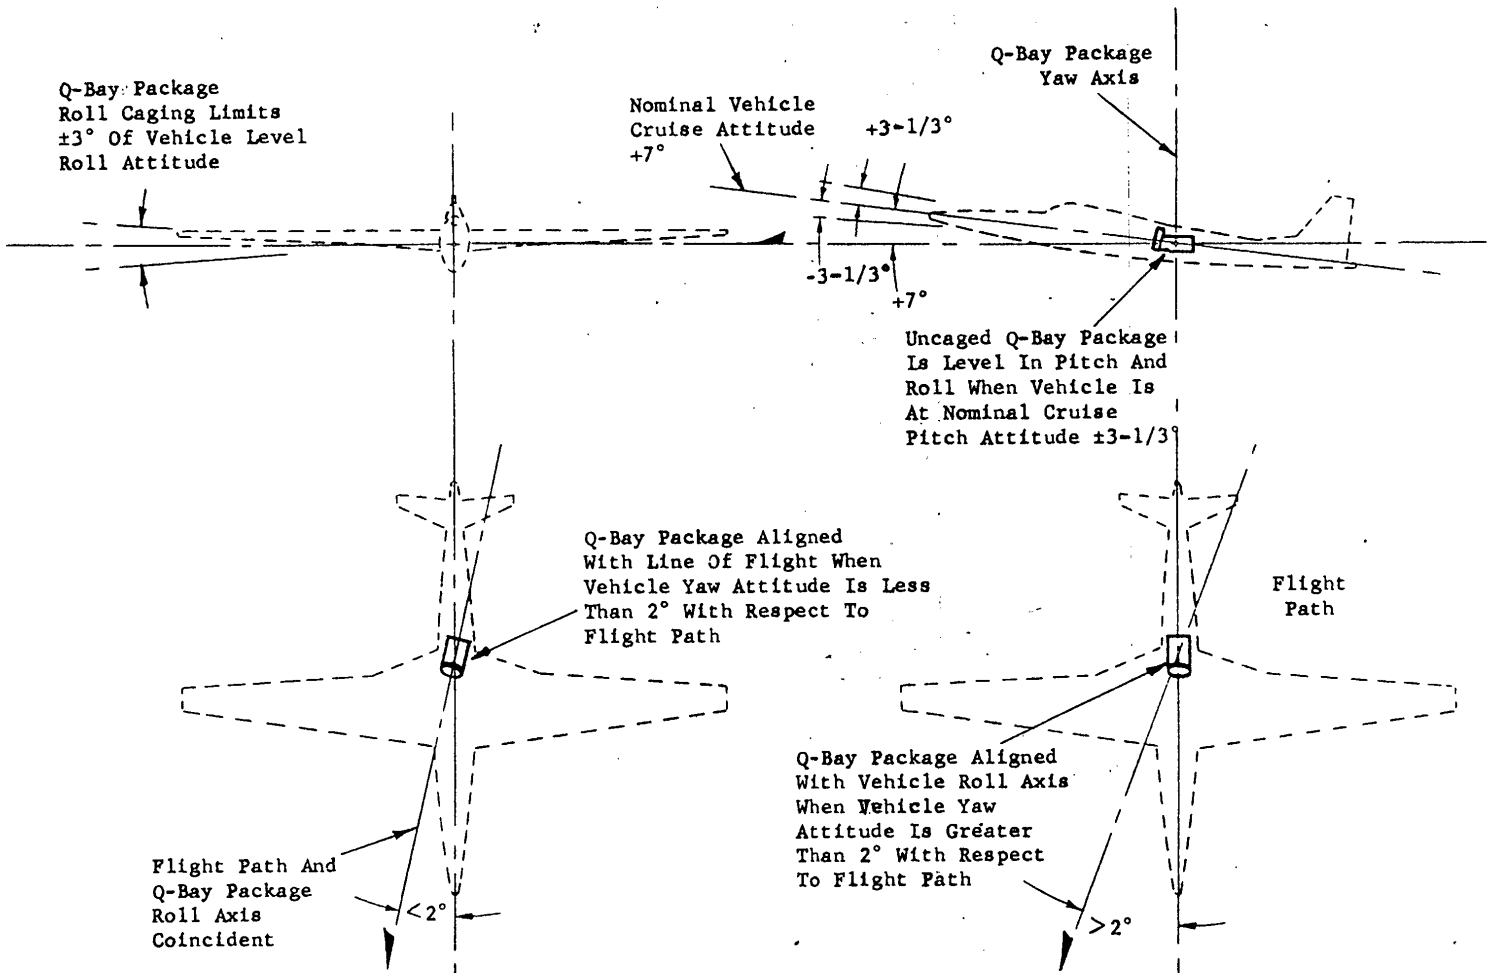 Q-Bay Package
Roll Caging Limits
±3° Of Vehicle Level
Roll Attitude
Nominal Vehicle
Cruise Attitude
+7°
+3-1/3°
Q-Bay Package
Yaw Axis
-3-1/3°
+7°
Uncaged Q-Bay Package
Is Level In Pitch And
Roll When Vehicle Is
At Nominal Cruise
Pitch Attitude ±3-1/3°
Q-Bay Package Aligned
With Line Of Flight When
Vehicle Yaw Attitude Is Less
Than 2° With Respect To
Flight Path
Flight
Path
Flight Path And
Q-Bay Package
Roll Axis
Coincident
<2°
Q-Bay Package Aligned
With Vehicle Roll Axis
When Vehicle Yaw
Attitude Is Greater
Than 2° With Respect
To Flight Path
>2°